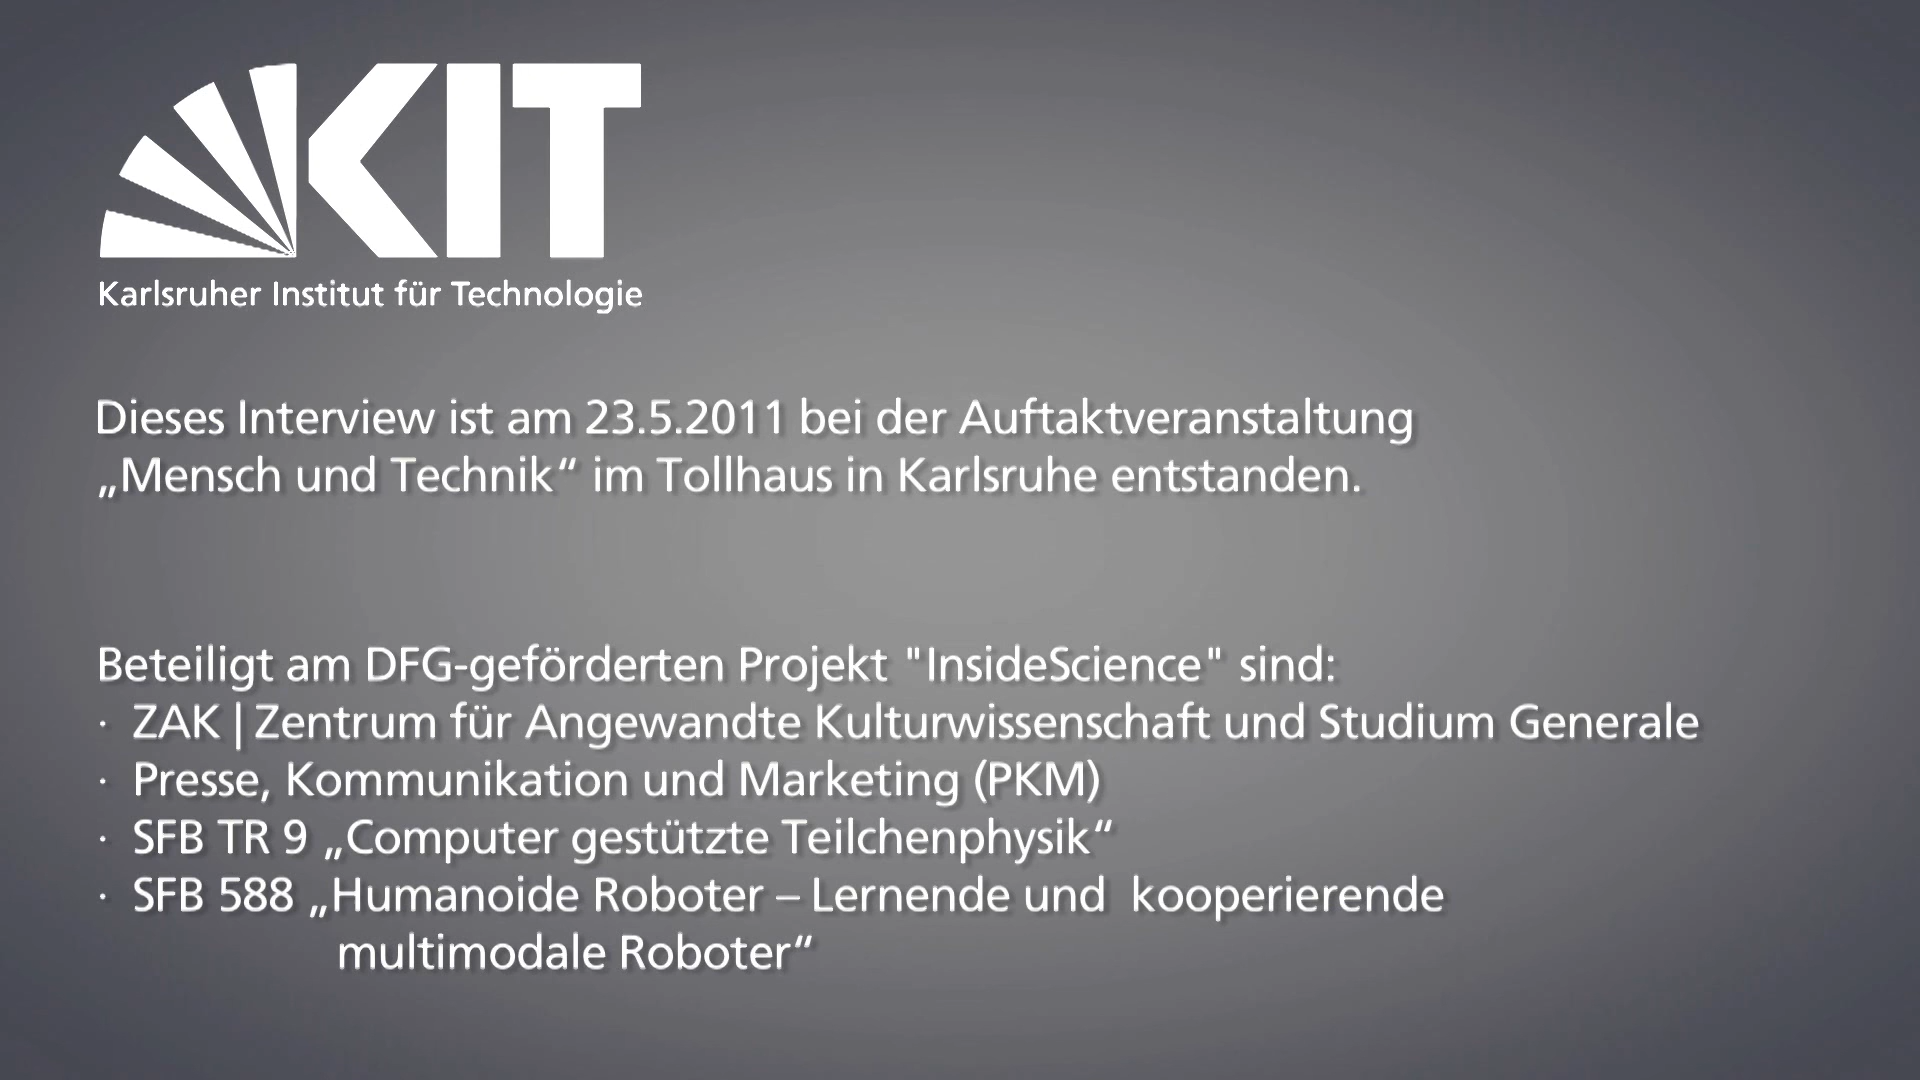 KIT
Karlsruher Institut für Technologie
Dieses Interview ist am 23.5.2011 bei der Auftaktveranstaltung
„Mensch und Technik“ im Tollhaus in Karlsruhe entstanden.
Beteiligt am DFG-geförderten Projekt "InsideScience" sind:
· ZAK | Zentrum für Angewandte Kulturwissenschaft und Studium Generale
· Presse, Kommunikation und Marketing (PKM)
· SFB TR 9 „Computer gestützte Teilchenphysik“
· SFB 588 „Humanoide Roboter – Lernende und kooperierende
multimodale Roboter“